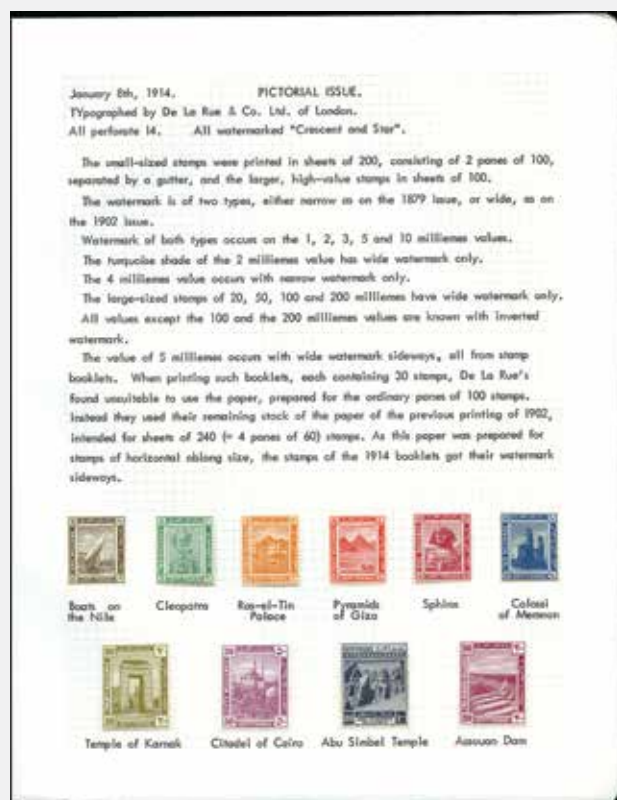 January 8th, 1914. PICTORIAL ISSUE.
TYpographed by De La Rue & Co. Ltd. of London.
All perforate 14. All watermarked "Crescent and Star".
The small-sized stamps were printed in sheets of 200, consisting of 2 panes of 100,
separated by a gutter, and the larger, high-value stamps in sheets of 100.
The watermark is of two types, either narrow as on the 1879 issue, or wide, as on
the 1902 issue.
Watermark of both types occurs on the 1, 2, 3, 5 and 10 milliemes values.
The turquoise shade of the 2 milliemes value has wide watermark only.
The 4 milliemes value occurs with narrow watermark only.
The large-sized stamps of 20, 50, 100 and 200 milliemes have wide watermark only.
All values except the 100 and the 200 milliemes values are known with inverted
watermark.
The value of 5 milliemes occurs with wide watermark sideways, all from stamp
booklets. When printing such booklets, each containing 30 stamps, De La Rue's
found unsuitable to use the paper, prepared for the ordinary panes of 100 stamps.
Instead they used their remaining stock of the paper of the previous printing of 1902,
intended for sheets of 240 (= 4 panes of 60) stamps. As this paper was prepared for
stamps of horizontal oblong size, the stamps of the 1914 booklets got their watermark
sideways.
Boats on
the Nile
Cleopatra
Ras-el-Tin
Palace
Pyramids
of Giza
Sphinx
Colossi
of Memnon
Temple of Karnak
Citadel of Cairo
Abu Simbel Temple
Assouan Dam